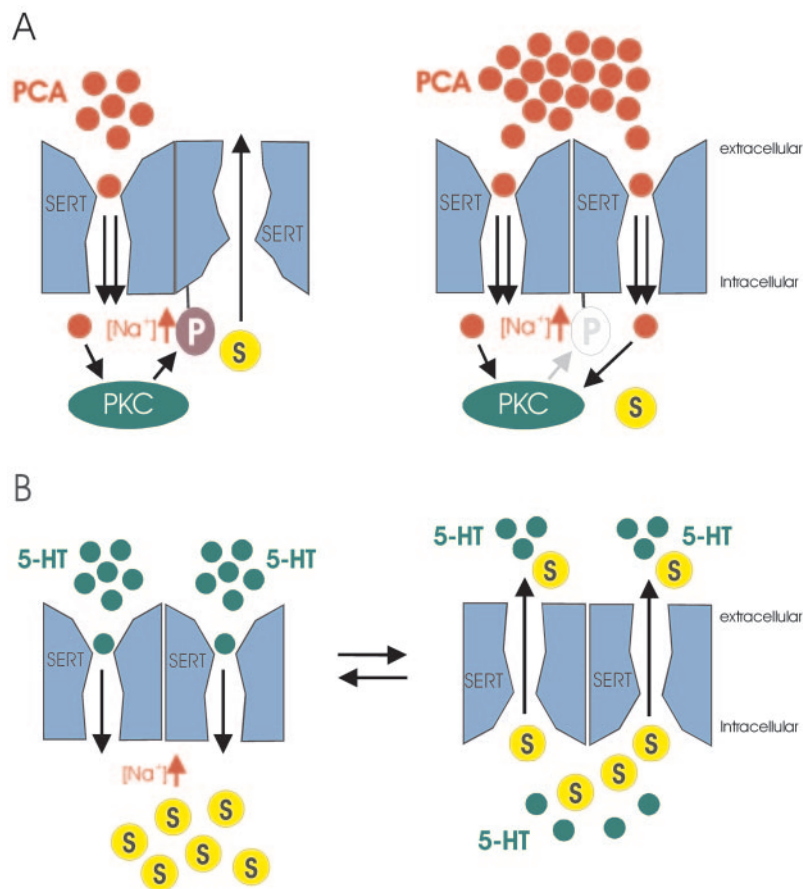 A
PCA
PCA
extracellular
SERT
SERT
SERT
SERT
Intracellular
[Na⁺]
P
S
[Na⁺]
P
PKC
PKC
S
B
5-HT
5-HT
5-HT
5-HT
S
S
extracellular
SERT
SERT
SERT
SERT
Intracellular
S
S
[Na⁺]
S
S
S
S
S
S
S
S
5-HT